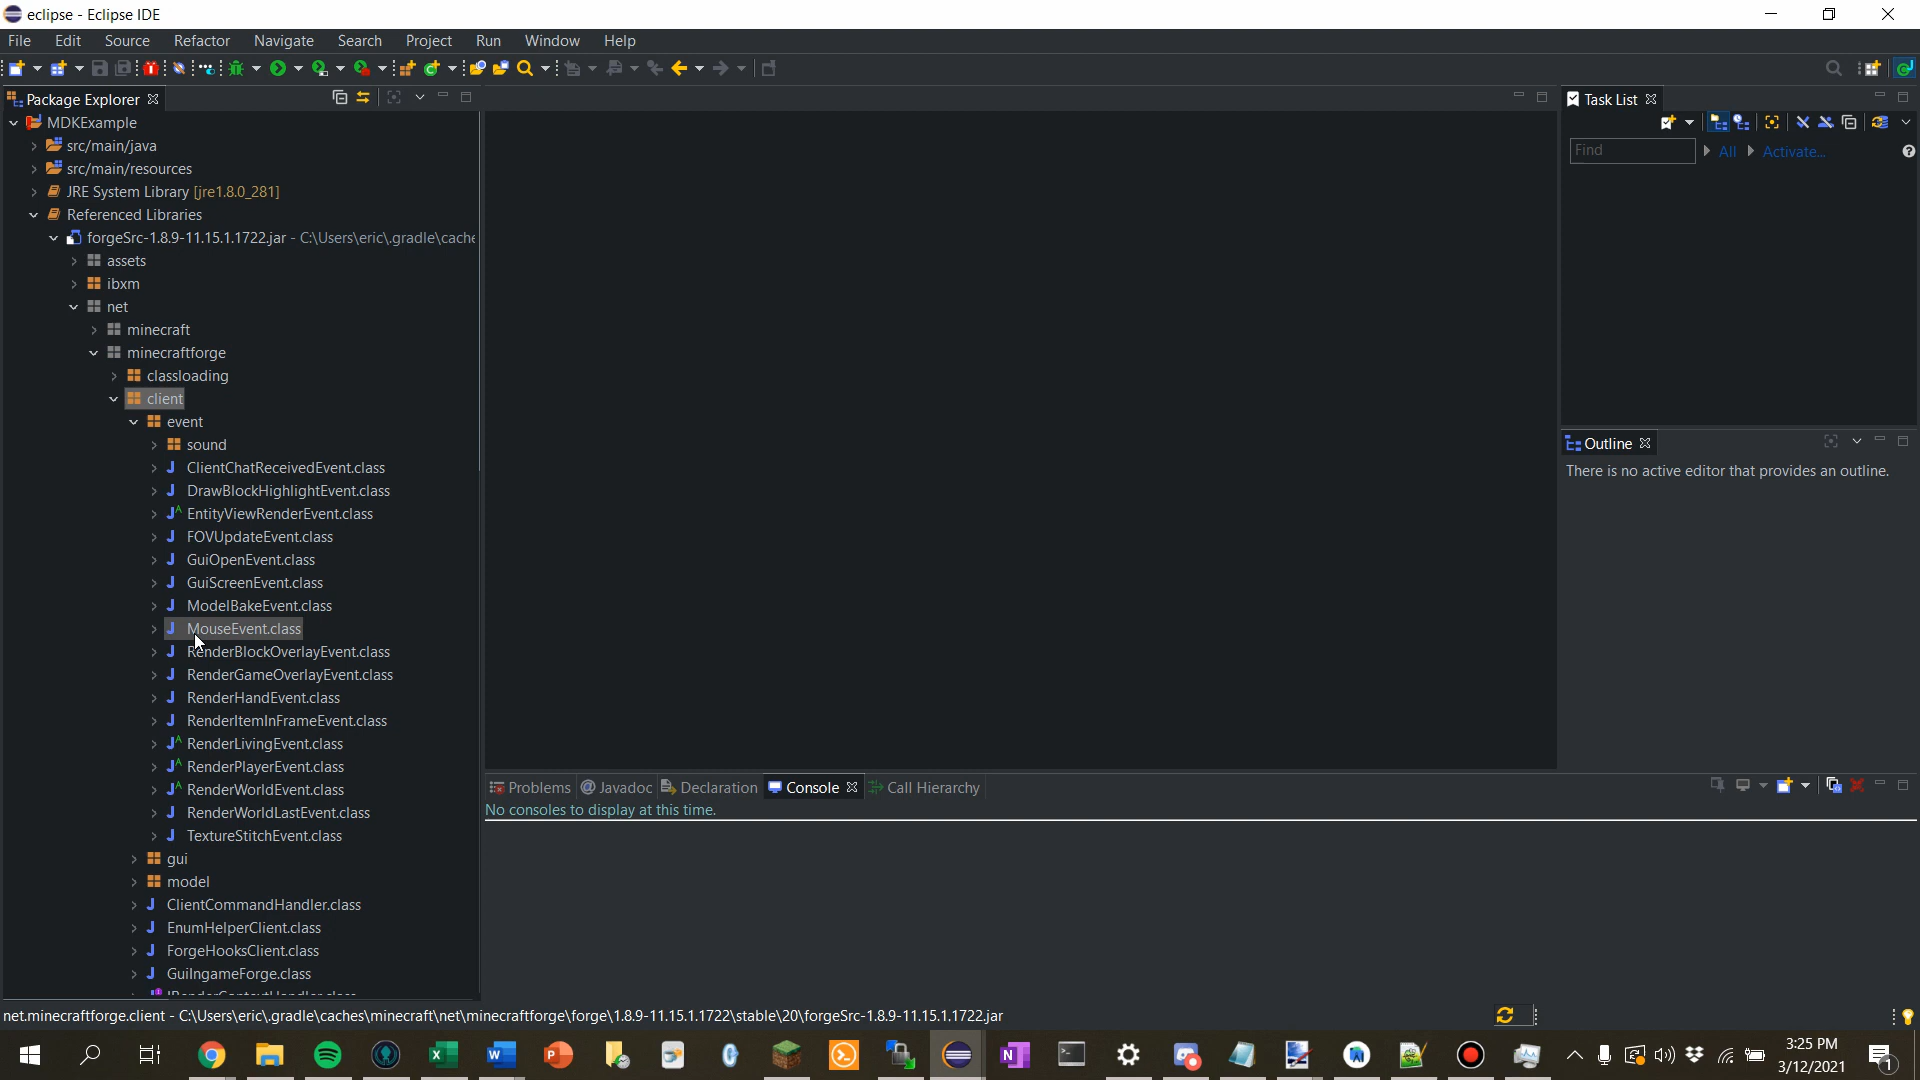 eclipse - Eclipse IDE
File Edit Source Refactor Navigate Search Project Run Window Help
Package Explorer
MDKExample
src/main/java
src/main/resources
JRE System Library [jre1.8.0_281]
Referenced Libraries
forgeSrc-1.8.9-11.15.1.1722.jar - C:\Users\eric\.gradle\cache
assets
ibxm
net
minecraft
minecraftforge
classloading
client
event
sound
ClientChatReceivedEvent.class
DrawBlockHighlightEvent.class
EntityViewRenderEvent.class
FOVUpdateEvent.class
GuiOpenEvent.class
GuiScreenEvent.class
ModelBakeEvent.class
MouseEvent.class
RenderBlockOverlayEvent.class
RenderGameOverlayEvent.class
RenderHandEvent.class
RenderItemInFrameEvent.class
RenderLivingEvent.class
RenderPlayerEvent.class
RenderWorldEvent.class
RenderWorldLastEvent.class
TextureStitchEvent.class
gui
model
ClientCommandHandler.class
EnumHelperClient.class
ForgeHooksClient.class
GuiIngameForge.class
Task List
Find All Activate...
Outline
There is no active editor that provides an outline.
Problems @ Javadoc Declaration Console Call Hierarchy
No consoles to display at this time.
net.minecraftforge.client - C:\Users\eric\.gradle\caches\minecraft\net\minecraftforge\forge\1.8.9-11.15.1.1722\stable\20\forgeSrc-1.8.9-11.15.1.1722.jar
3:25 PM
3/12/2021
1